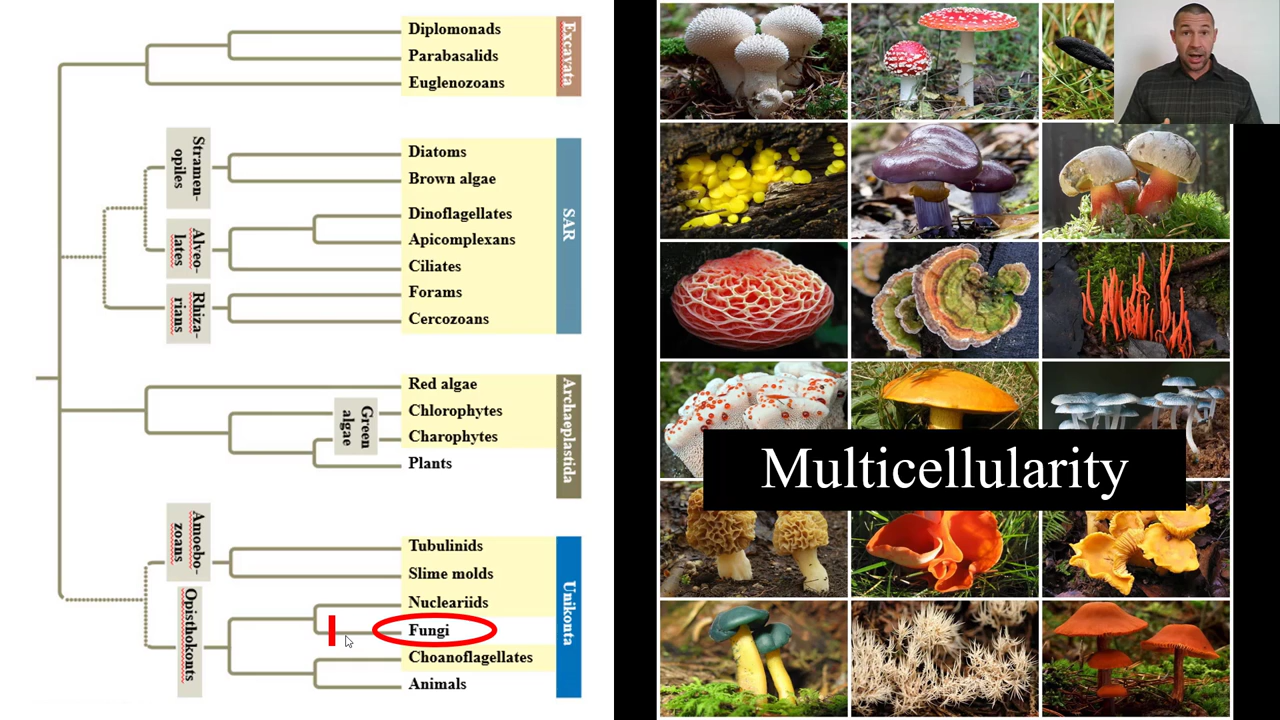 Diplomonads
Parabasalids
Euglenozoans
Excavata
Stramen-
opiles
Diatoms
Brown algae
Alveo-
lates
Dinoflagellates
Apicomplexans
Ciliates
Rhiza-
rians
Forams
Cercozoans
SAR
Red algae
Green
algae
Chlorophytes
Charophytes
Plants
Archaeplastida
Amoebo-
zoans
Tubulinids
Slime molds
Opisthokonts
Nucleariids
Fungi
Choanoflagellates
Animals
Unikonta
Multicellularity